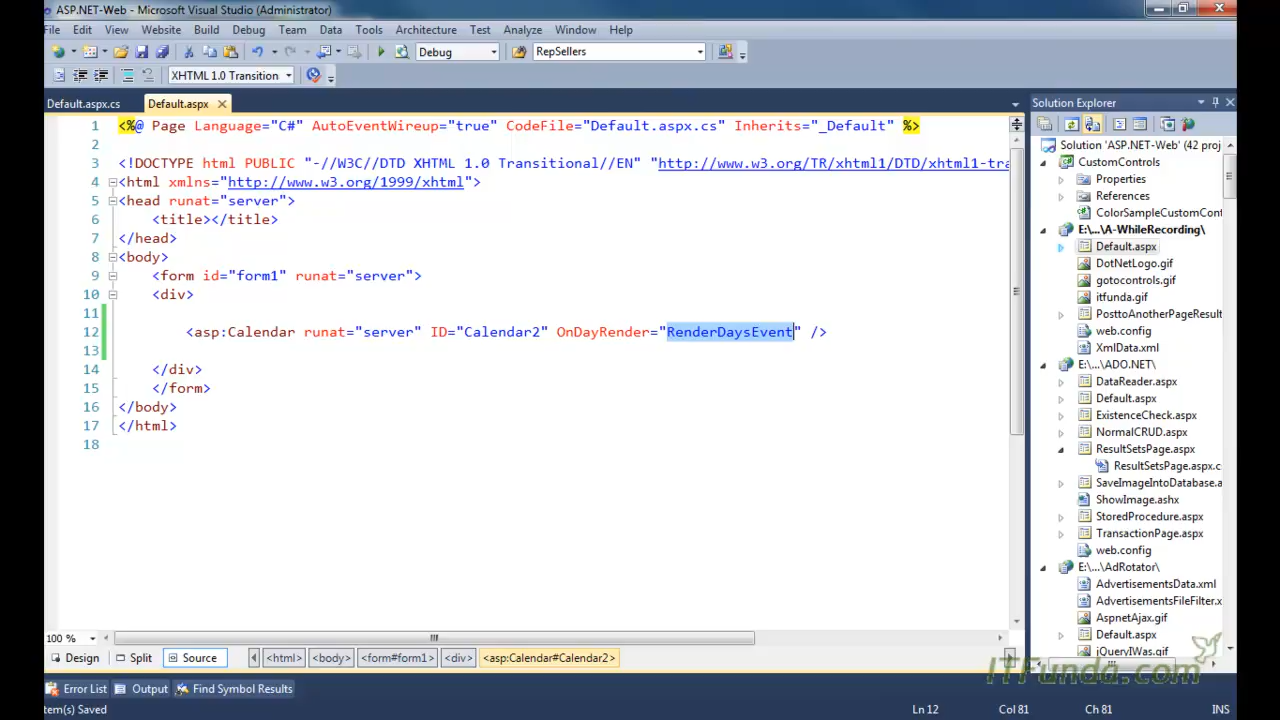 ASP.NET-Web - Microsoft Visual Studio (Administrator)
File Edit View Website Build Debug Team Data Tools Architecture Test Analyze Window Help
Debug RepSellers
XHTML 1.0 Transition
Default.aspx.cs Default.aspx
1 <%@ Page Language="C#" AutoEventWireup="true" CodeFile="Default.aspx.cs" Inherits="_Default" %>
2
3 <!DOCTYPE html PUBLIC "-//W3C//DTD XHTML 1.0 Transitional//EN" "http://www.w3.org/TR/xhtml1/DTD/xhtml1-tra
4 <html xmlns="http://www.w3.org/1999/xhtml">
5 <head runat="server">
6 <title></title>
7 </head>
8 <body>
9 <form id="form1" runat="server">
10 <div>
11
12 <asp:Calendar runat="server" ID="Calendar2" OnDayRender="RenderDaysEvent" />
13
14 </div>
15 </form>
16 </body>
17 </html>
18
100 %
Design Split Source <html> <body> <form#form1> <div> <asp:Calendar#Calendar2>
Error List Output Find Symbol Results
tem(s) Saved Ln 12 Col 81 Ch 81 INS
Solution Explorer
Solution 'ASP.NET-Web' (42 proj
CustomControls
Properties
References
ColorSampleCustomCont
E:\...\A-WhileRecording\
Default.aspx
DotNetLogo.gif
gotocontrols.gif
itfunda.gif
PosttoAnotherPageResult
web.config
XmlData.xml
E:\...\ADO.NET\
DataReader.aspx
Default.aspx
ExistenceCheck.aspx
NormalCRUD.aspx
ResultSetsPage.aspx
ResultSetsPage.aspx.c
SaveImageIntoDatabase.a
ShowImage.ashx
StoredProcedure.aspx
TransactionPage.aspx
web.config
E:\...\AdRotator\
AdvertisementsData.xml
AdvertisementsFileFilter.x
AspnetAjax.gif
Default.aspx
jQueryIWas.gif
ITFunda.com